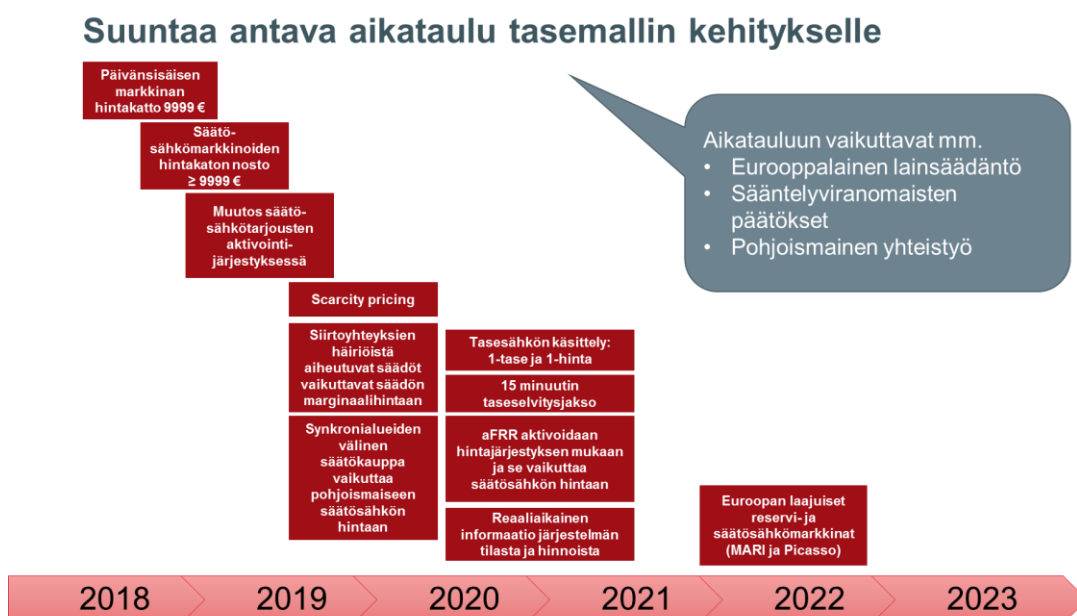 Suuntaa antava aikataulu tasemallin kehitykselle
Päivänsisäisen
markkinan
hintakatto 9999 €
Säätö-
sähkömarkkinoiden
hintakaton nosto
≥ 9999 €
Muutos säätö-
sähkötarjousten
aktivointi-
järjestyksessä
Aikatauluun vaikuttavat mm.
• Eurooppalainen lainsäädäntö
• Sääntelyviranomaisten
päätökset
• Pohjoismainen yhteistyö
Scarcity pricing
Siirtoyhteyksien
häiriöistä
aiheutuvat säädöt
vaikuttavat säädön
marginaalihintaan
Synkronialueiden
välinen
säätökauppa
vaikuttaa
pohjoismaiseen
säätösähkön
hintaan
Tasesähkön käsittely:
1-tase ja 1-hinta
15 minuutin
taseselvitysjakso
aFRR aktivoidaan
hintajärjestyksen mukaan
ja se vaikuttaa
säätösähkön hintaan
Reaaliaikainen
informaatio järjestelmän
tilasta ja hinnoista
Euroopan laajuiset
reservi- ja
säätösähkömarkkinat
(MARI ja Picasso)
2018 2019 2020 2021 2022 2023